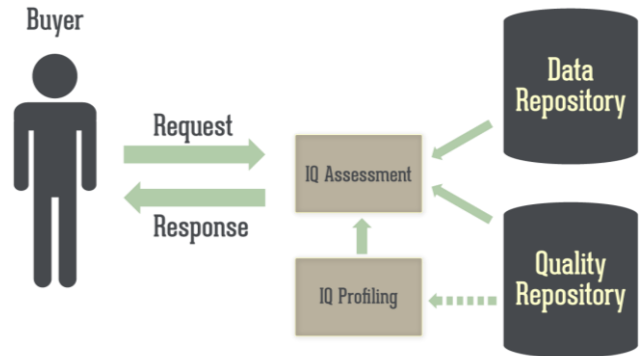 Buyer
Request
Response
IQ Assessment
IQ Profiling
Data
Repository
Quality
Repository